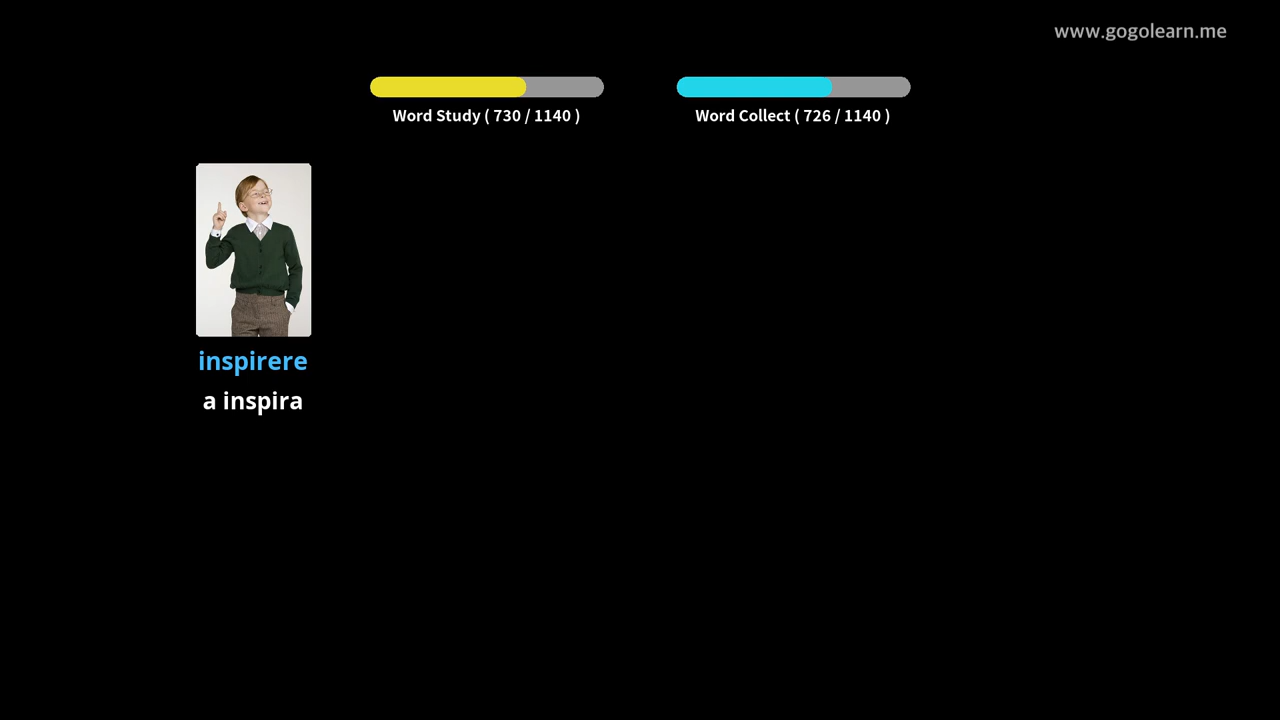 www.gogolearn.me
Word Study ( 730 / 1140 )
Word Collect ( 726 / 1140 )
inspirere
a inspira